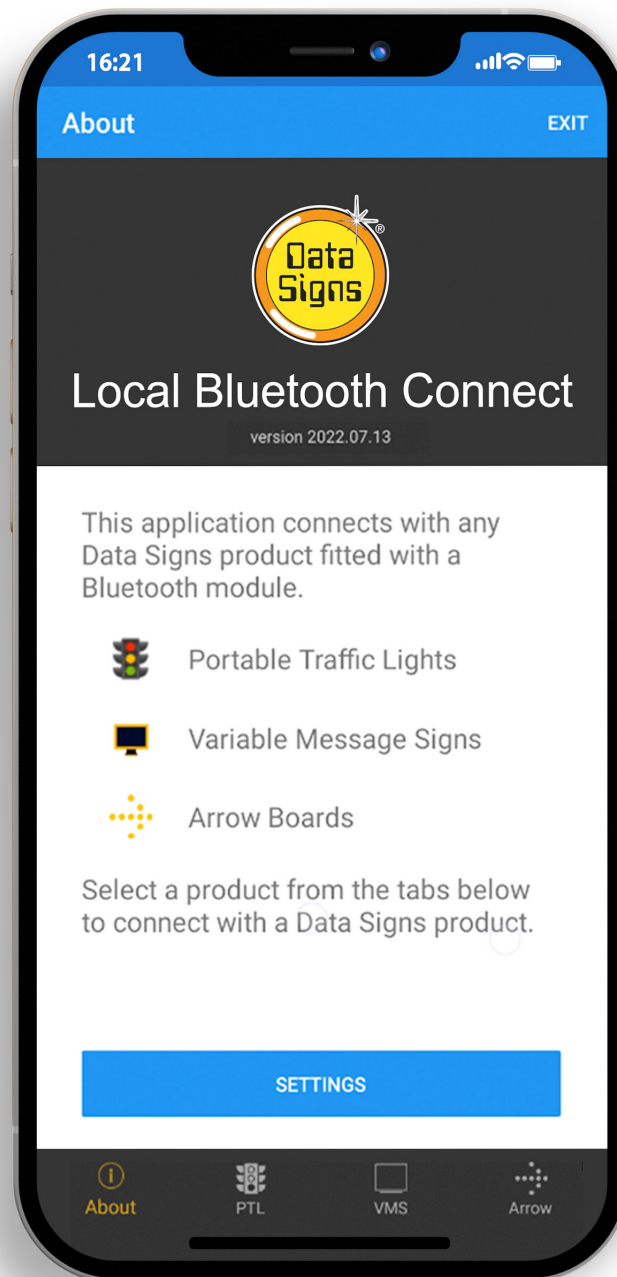 16:21
About
EXIT
Data
Signs
®
Local Bluetooth Connect
version 2022.07.13
This application connects with any
Data Signs product fitted with a
Bluetooth module.
Portable Traffic Lights
Variable Message Signs
Arrow Boards
Select a product from the tabs below
to connect with a Data Signs product.
SETTINGS
About
PTL
VMS
Arrow